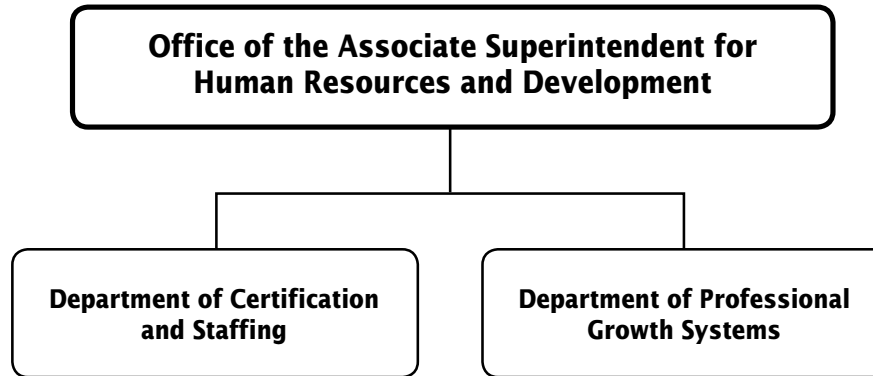 Office of the Associate Superintendent for
Human Resources and Development
Department of Certification
and Staffing
Department of Professional
Growth Systems